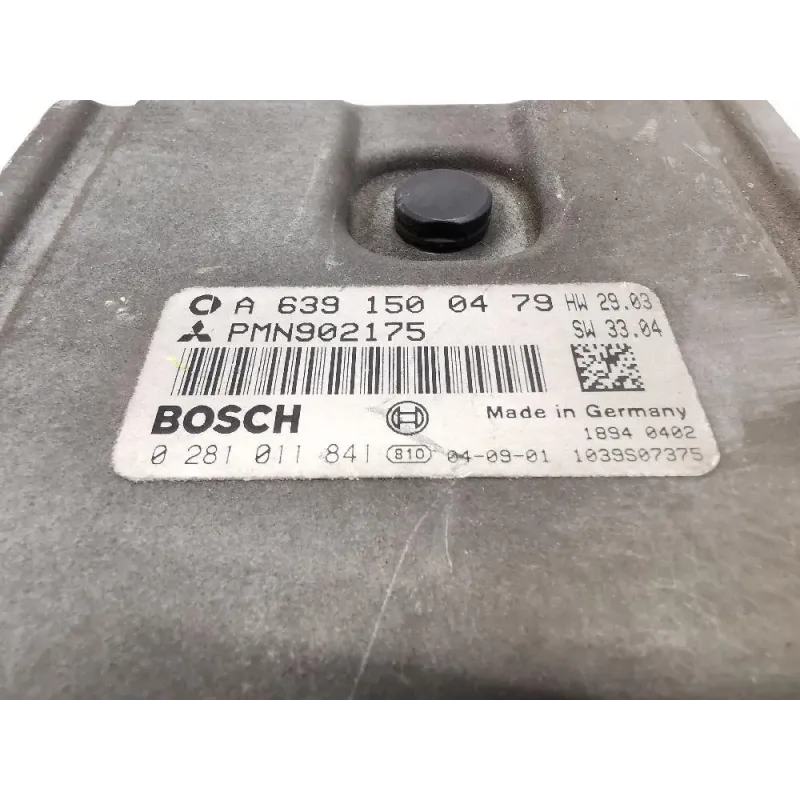 A 639 150 04 79 HW 29.03
PMN902175 SW 33.04
BOSCH Made in Germany
1894 0402
0 281 011 841 810 04-09-01 1039S07375